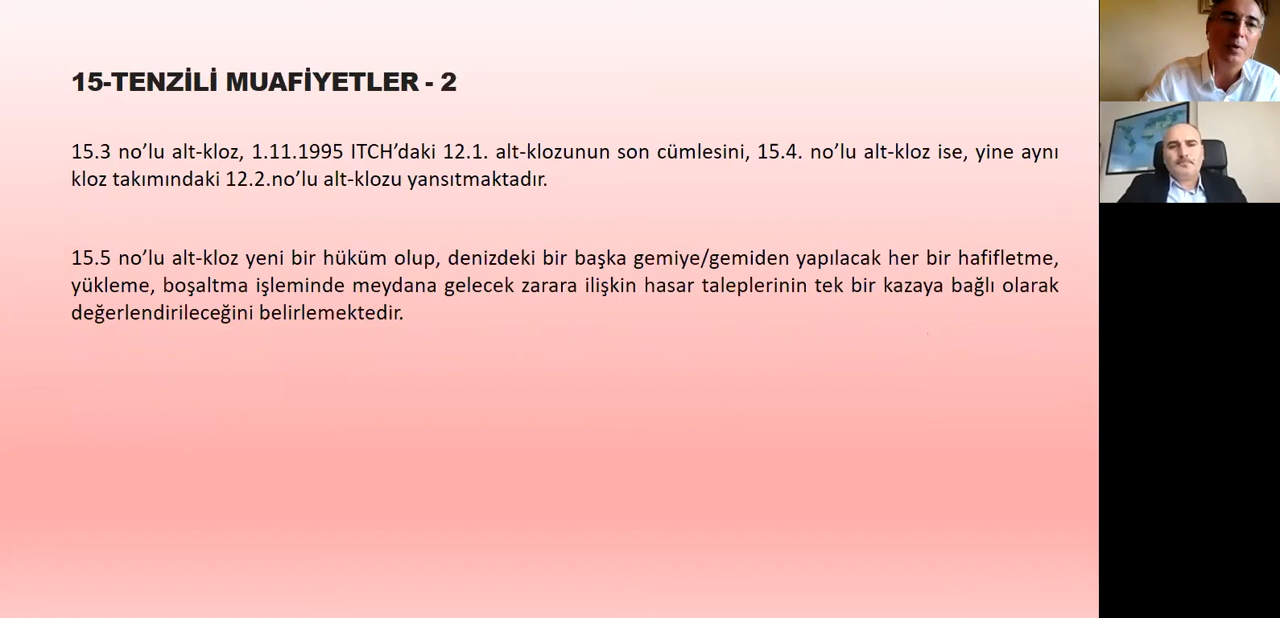 15-TENZİLİ MUAFİYETLER - 2
15.3 no’lu alt-kloz, 1.11.1995 ITCH’daki 12.1. alt-klozunun son cümlesini, 15.4. no’lu alt-kloz ise, yine aynı
kloz takımındaki 12.2.no’lu alt-klozu yansıtmaktadır.
15.5 no’lu alt-kloz yeni bir hüküm olup, denizdeki bir başka gemiye/gemiden yapılacak her bir hafifletme,
yükleme, boşaltma işleminde meydana gelecek zarara ilişkin hasar taleplerinin tek bir kazaya bağlı olarak
değerlendirileceğini belirlemektedir.